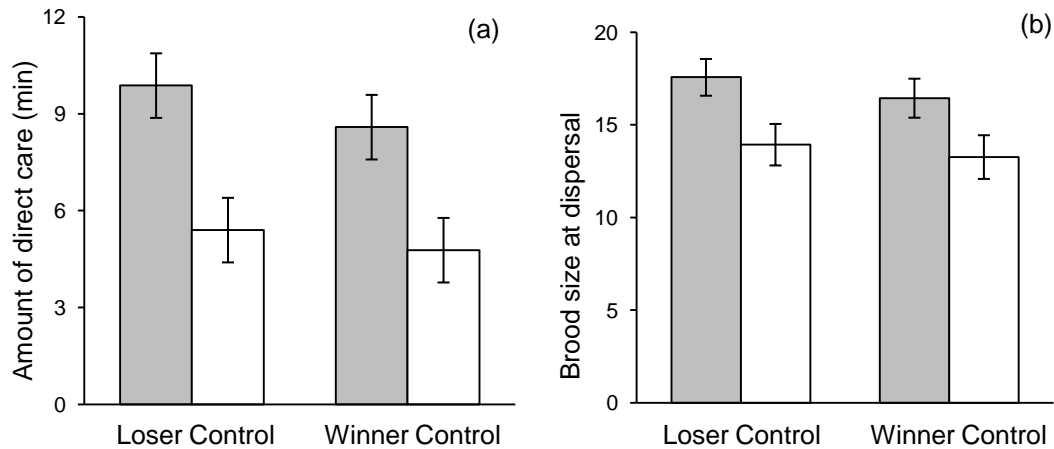 (a)
Amount of direct care (min)
12
9
6
3
0
Loser Control
Winner Control
(b)
Brood size at dispersal
20
15
10
5
0
Loser Control
Winner Control